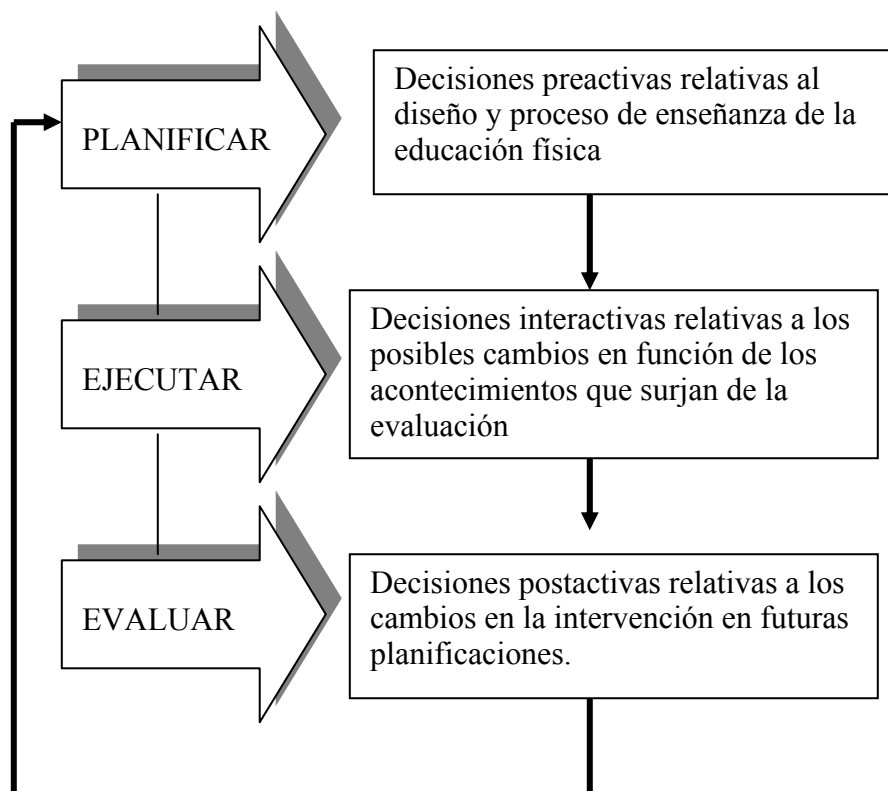 PLANIFICAR
Decisiones preactivas relativas al
diseño y proceso de enseñanza de la
educación física
EJECUTAR
Decisiones interactivas relativas a los
posibles cambios en función de los
acontecimientos que surjan de la
evaluación
EVALUAR
Decisiones postactivas relativas a los
cambios en la intervención en futuras
planificaciones.